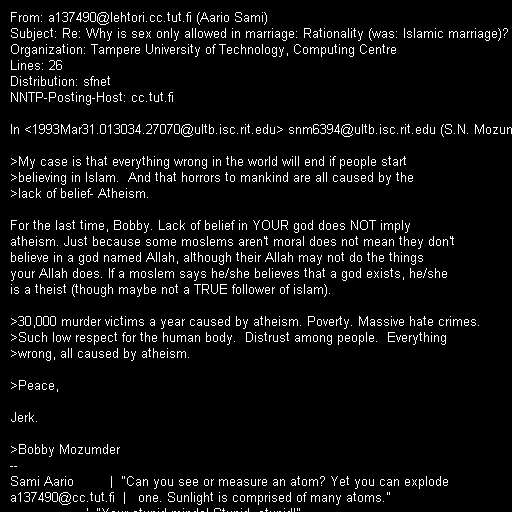 From: a137490@lehtori.cc.tut.fi (Aario Sami)
Subject: Re: Why is sex only allowed in marriage: Rationality (was: Islamic marriage)?
Organization: Tampere University of Technology, Computing Centre
Lines: 26
Distribution: sfnet
NNTP-Posting-Host: cc.tut.fi
In <1993Mar31.013034.27070@ultb.isc.rit.edu> snm6394@ultb.isc.rit.edu (S.N. Mozum
>My case is that everything wrong in the world will end if people start
>believing in Islam.  And that horrors to mankind are all caused by the
>lack of belief- Atheism.
For the last time, Bobby. Lack of belief in YOUR god does NOT imply
atheism. Just because some moslems aren't moral does not mean they don't
believe in a god named Allah, although their Allah may not do the things
your Allah does. If a moslem says he/she believes that a god exists, he/she
is a theist (though maybe not a TRUE follower of islam).
>30,000 murder victims a year caused by atheism. Poverty. Massive hate crimes.
>Such low respect for the human body.  Distrust among people.  Everything
>wrong, all caused by atheism.
>Peace,
Jerk.
>Bobby Mozumder
--
Sami Aario         |  "Can you see or measure an atom? Yet you can explode
a137490@cc.tut.fi  |   one. Sunlight is comprised of many atoms."
"Your stupid minds! Stupid, stupid!"